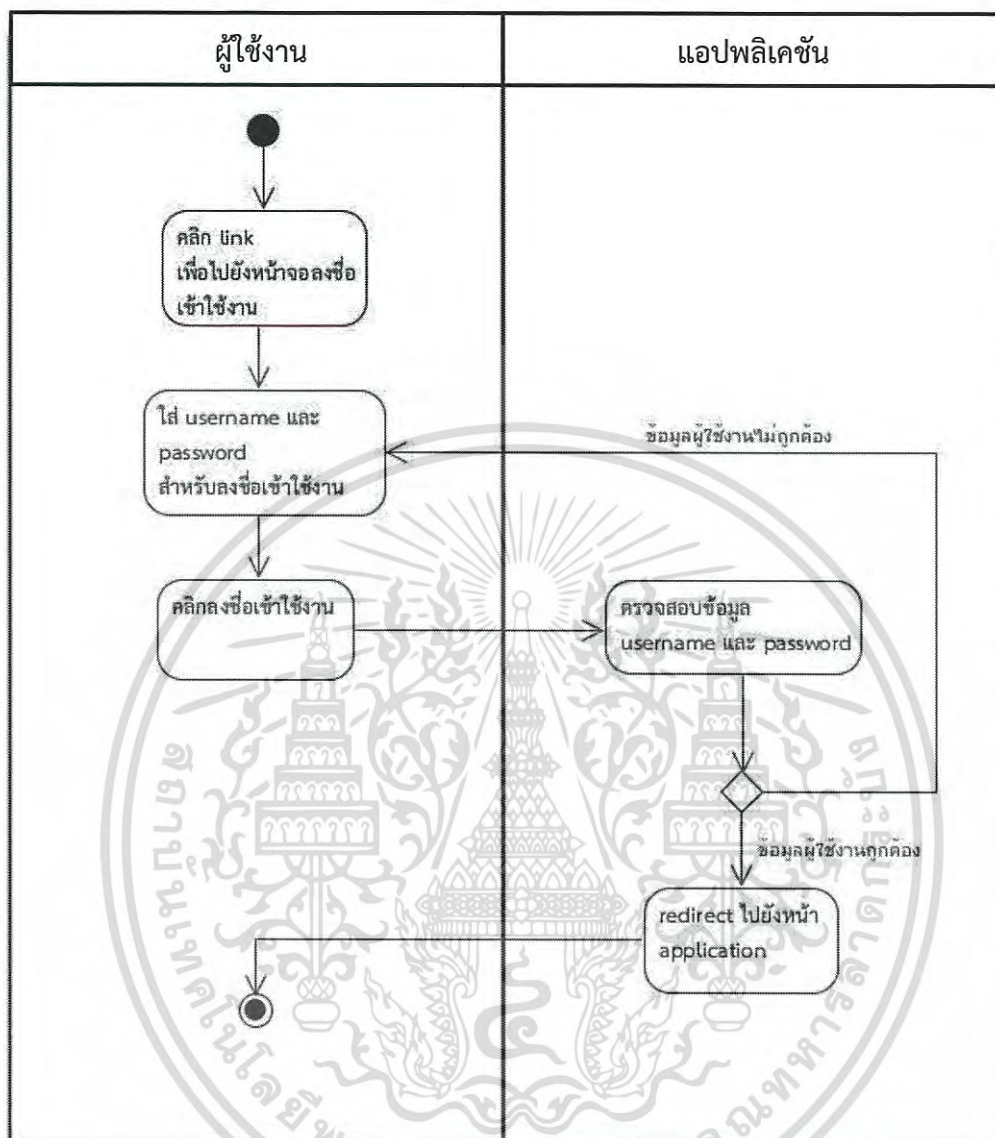 ผู้ใช้งาน
แอปพลิเคชัน
คลิก link
เพื่อไปยังหน้าจอลงชื่อ
เข้าใช้งาน
ใส่ username และ
password
สำหรับลงชื่อเข้าใช้งาน
ข้อมูลผู้ใช้งานไม่ถูกต้อง
คลิกลงชื่อเข้าใช้งาน
ตรวจสอบข้อมูล
username และ password
ข้อมูลผู้ใช้งานถูกต้อง
redirect ไปยังหน้า
application